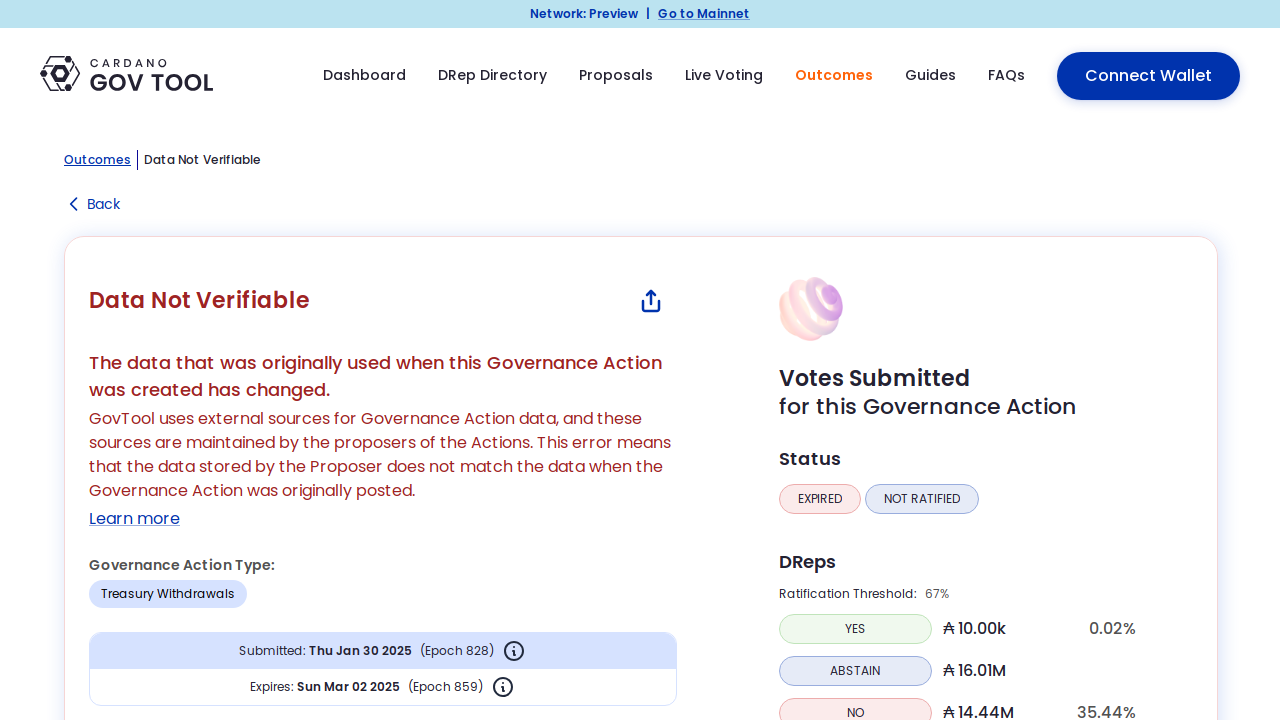 Network: Preview | Go to Mainnet
CARDANO
GOV TOOL
Dashboard DRep Directory Proposals Live Voting Outcomes Guides FAQs Connect Wallet
Outcomes | Data Not Verifiable
Back
Data Not Verifiable
The data that was originally used when this Governance Action
was created has changed.
GovTool uses external sources for Governance Action data, and these
sources are maintained by the proposers of the Actions. This error means
that the data stored by the Proposer does not match the data when the
Governance Action was originally posted.
Learn more
Governance Action Type:
Treasury Withdrawals
Submitted: Thu Jan 30 2025 (Epoch 828)
Expires: Sun Mar 02 2025 (Epoch 859)
Votes Submitted
for this Governance Action
Status
EXPIRED NOT RATIFIED
DReps
Ratification Threshold: 67%
YES ₳ 10.00k 0.02%
ABSTAIN ₳ 16.01M
NO ₳ 14.44M 35.44%